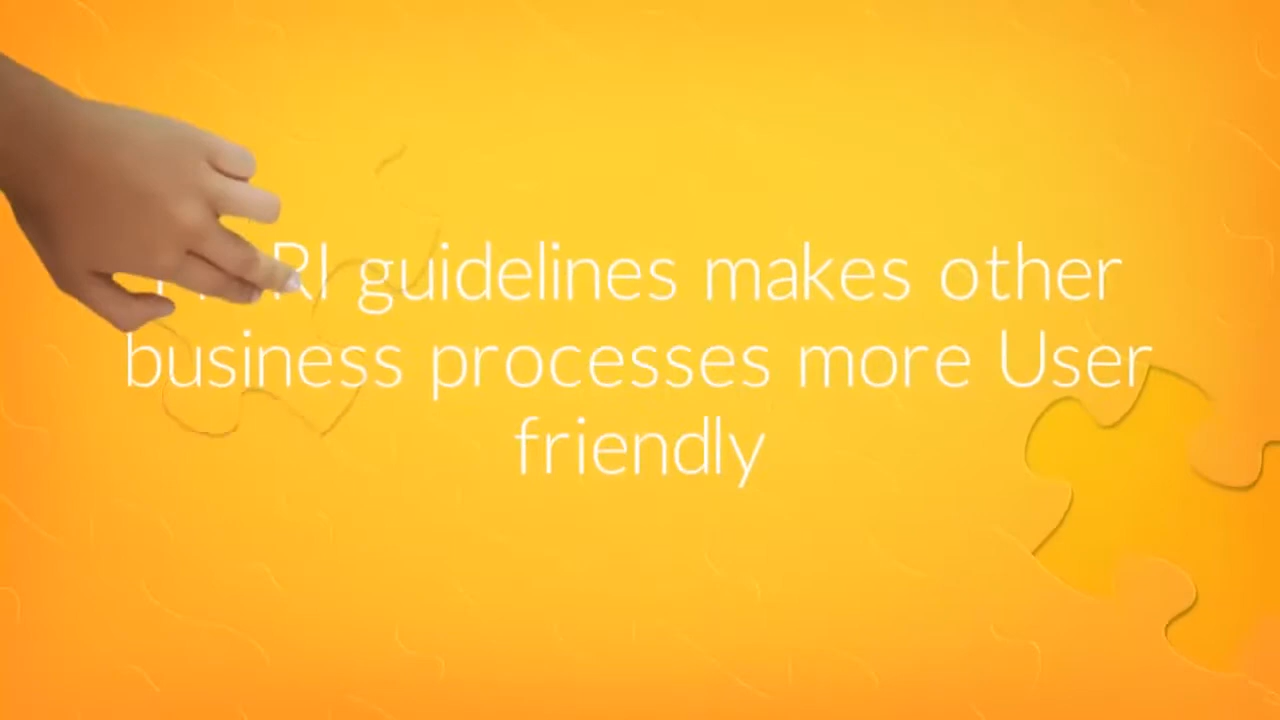 guidelines makes other
business processes more User
friendly